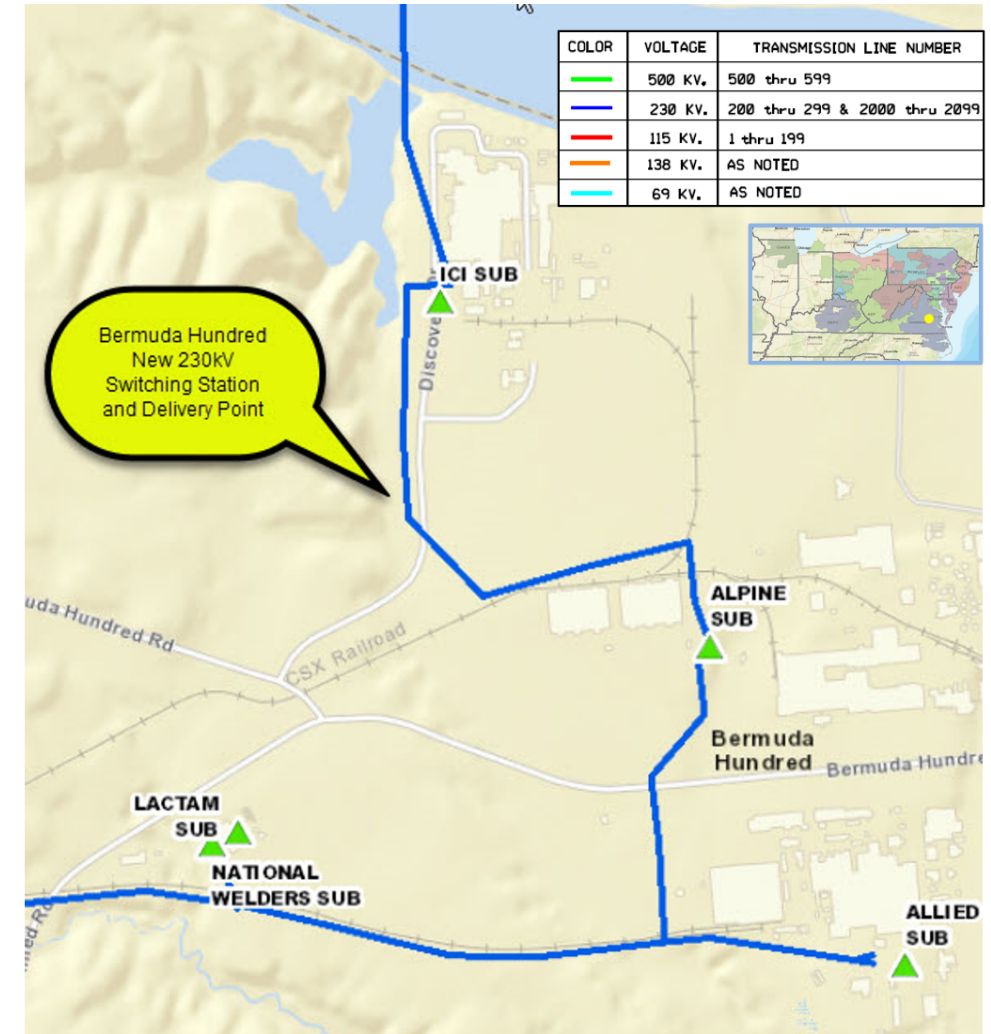 COLOR VOLTAGE TRANSMISSION LINE NUMBER
500 KV. 500 thru 599
230 KV. 200 thru 299 & 2000 thru 2099
115 KV. 1 thru 199
138 KV. AS NOTED
69 KV. AS NOTED
ICI SUB
Discove
Bermuda Hundred
New 230kV
Switching Station
and Delivery Point
ALPINE
SUB
uda Hundred Rd
CSX Railroad
Bermuda
Hundred
Bermuda Hundre
LACTAM
SUB
NATIONAL
WELDERS SUB
red Rd
ALLIED
SUB